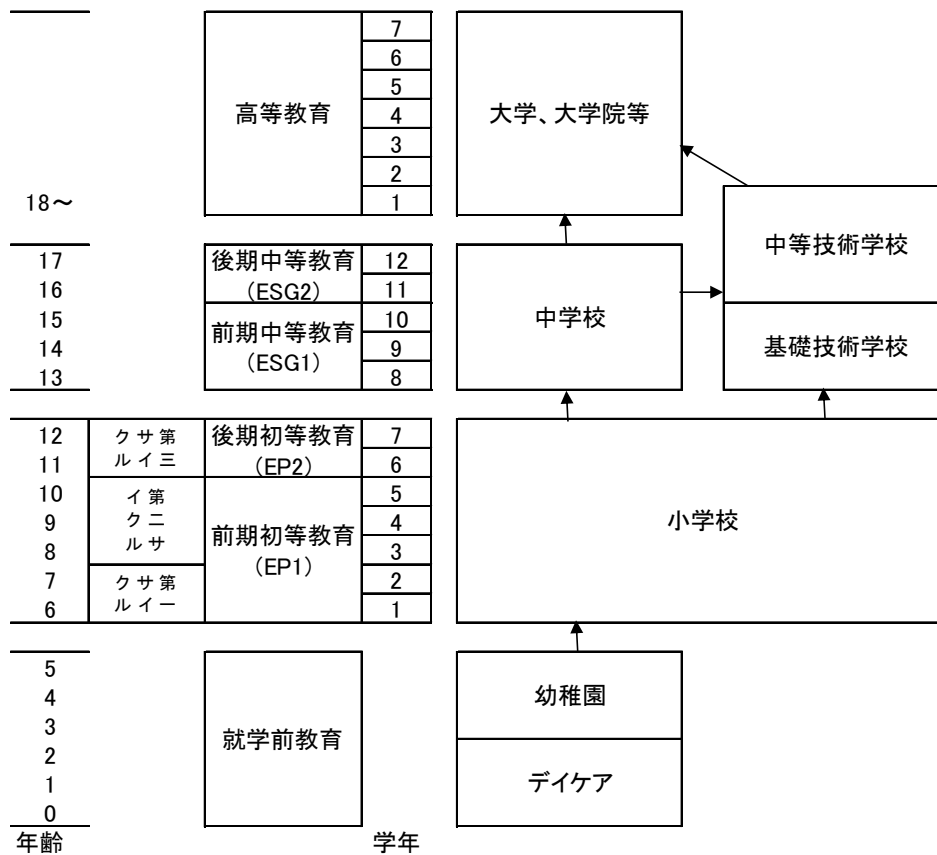 7
6
5
高等教育 4 大学、大学院等
3
2
18～ 1
中等技術学校
17 後期中等教育 12
16 (ESG2) 11
15 前期中等教育 10 中学校
14 (ESG1) 9 基礎技術学校
13 8
12 第三サイクル 後期初等教育 7
11 (EP2) 6
10 第二サイクル 5
9 前期初等教育 4 小学校
8 (EP1) 3
7 第一サイクル 2
6 1
5
4 幼稚園
3 就学前教育
2
1 デイケア
0
年齢 学年